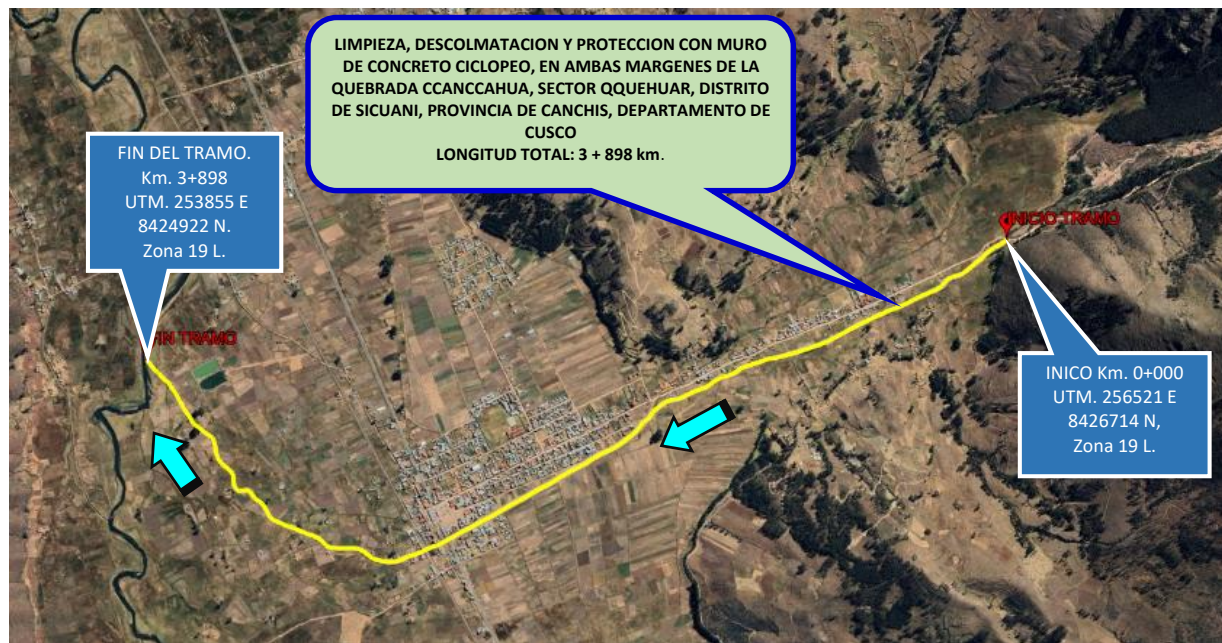 LIMPIEZA, DESCOLMATACION Y PROTECCION CON MURO
DE CONCRETO CICLOPEO, EN AMBAS MARGENES DE LA
QUEBRADA CCANCCAHUA, SECTOR QQUEHUAR, DISTRITO
DE SICUANI, PROVINCIA DE CANCHIS, DEPARTAMENTO DE
CUSCO
LONGITUD TOTAL: 3 + 898 km.
FIN DEL TRAMO.
Km. 3+898
UTM. 253855 E
8424922 N.
Zona 19 L.
INICIO TRAMO
FIN TRAMO
INICO Km. 0+000
UTM. 256521 E
8426714 N,
Zona 19 L.